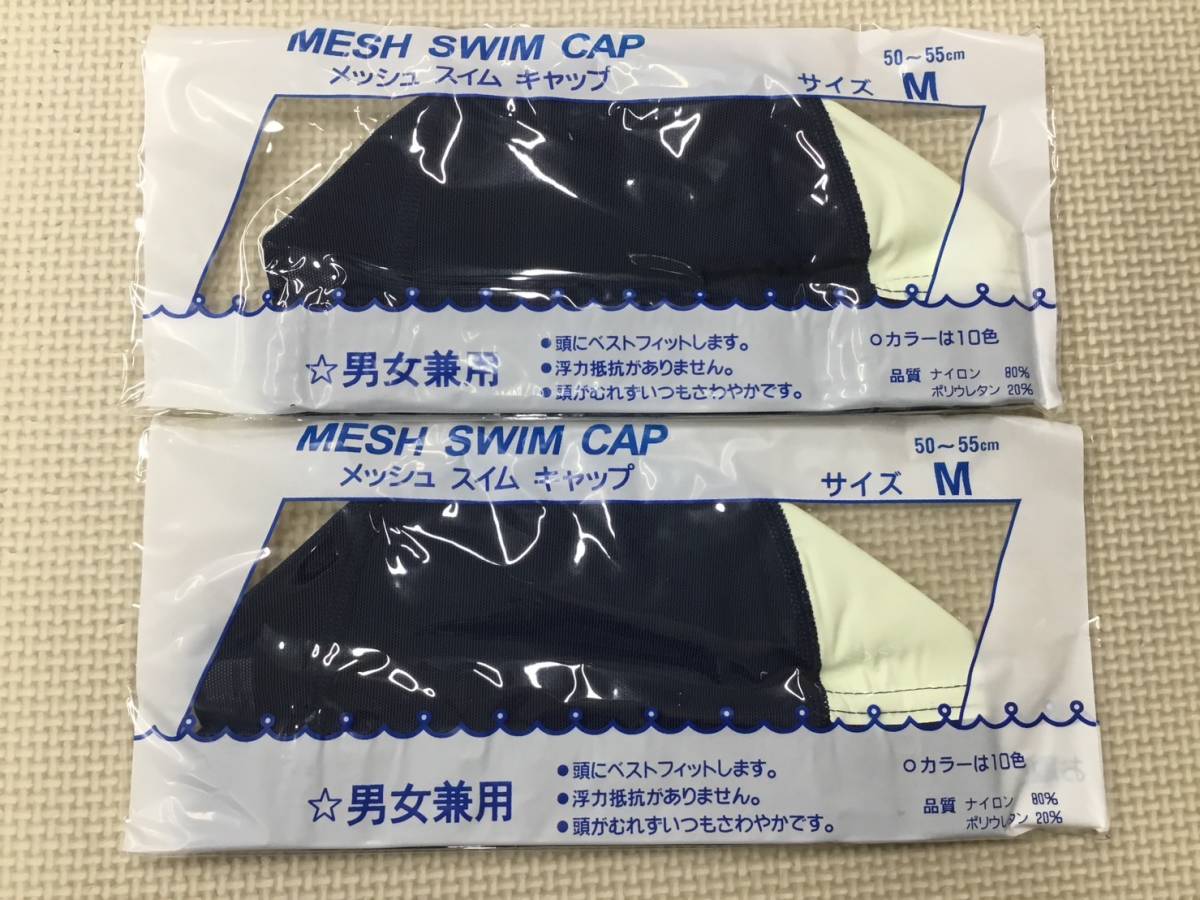 MESH SWIM CAP
メッシュ スイム キャップ
50～55cm
サイズ M
☆男女兼用
●頭にベストフィットします。
●浮力抵抗がありません。
●頭がむれずいつもさわやかです。
○カラーは10色
品質 ナイロン 80%
ポリウレタン 20%
MESH SWIM CAP
メッシュ スイム キャップ
50～55cm
サイズ M
☆男女兼用
●頭にベストフィットします。
●浮力抵抗がありません。
●頭がむれずいつもさわやかです。
○カラーは10色
品質 ナイロン 80%
ポリウレタン 20%